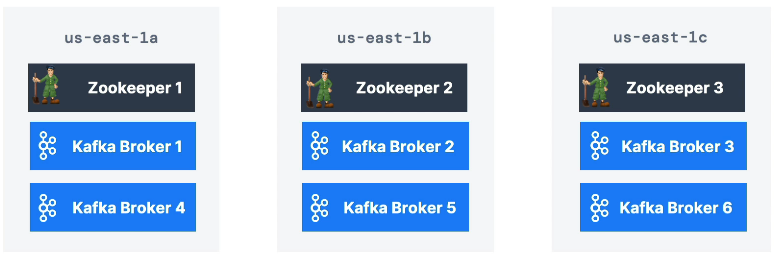 us-east-1a
Zookeeper 1
Kafka Broker 1
Kafka Broker 4
us-east-1b
Zookeeper 2
Kafka Broker 2
Kafka Broker 5
us-east-1c
Zookeeper 3
Kafka Broker 3
Kafka Broker 6